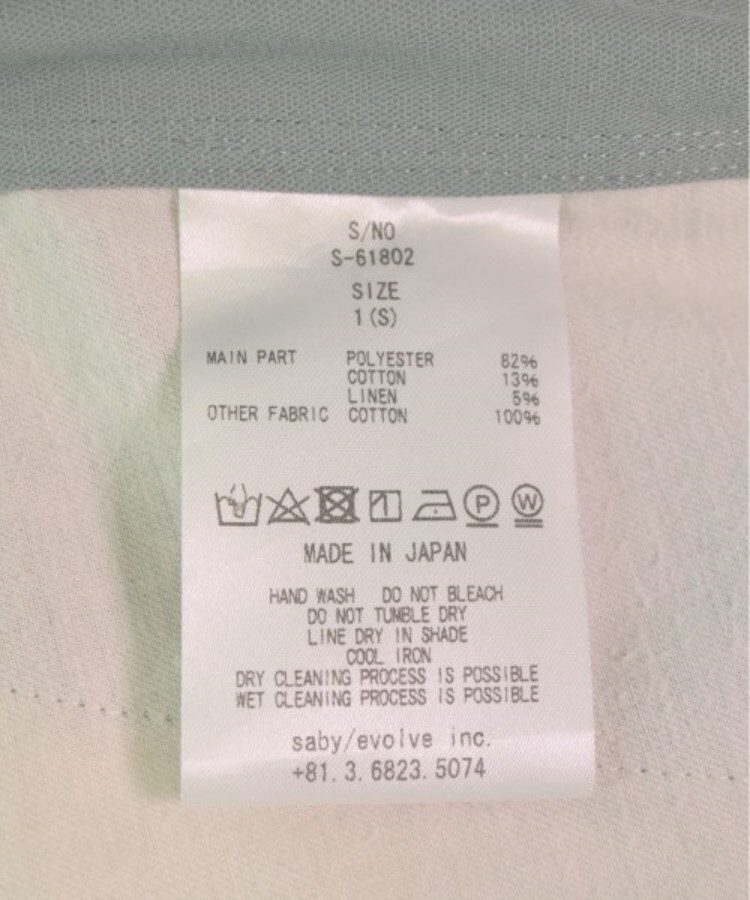 S/NO
S-61802
SIZE
1(S)
MAIN PART POLYESTER 82%
COTTON 13%
LINEN 5%
OTHER FABRIC COTTON 100%
P W
MADE IN JAPAN
HAND WASH DO NOT BLEACH
DO NOT TUMBLE DRY
LINE DRY IN SHADE
COOL IRON
DRY CLEANING PROCESS IS POSSIBLE
WET CLEANING PROCESS IS POSSIBLE
saby/evolve inc.
+81.3.6823.5074